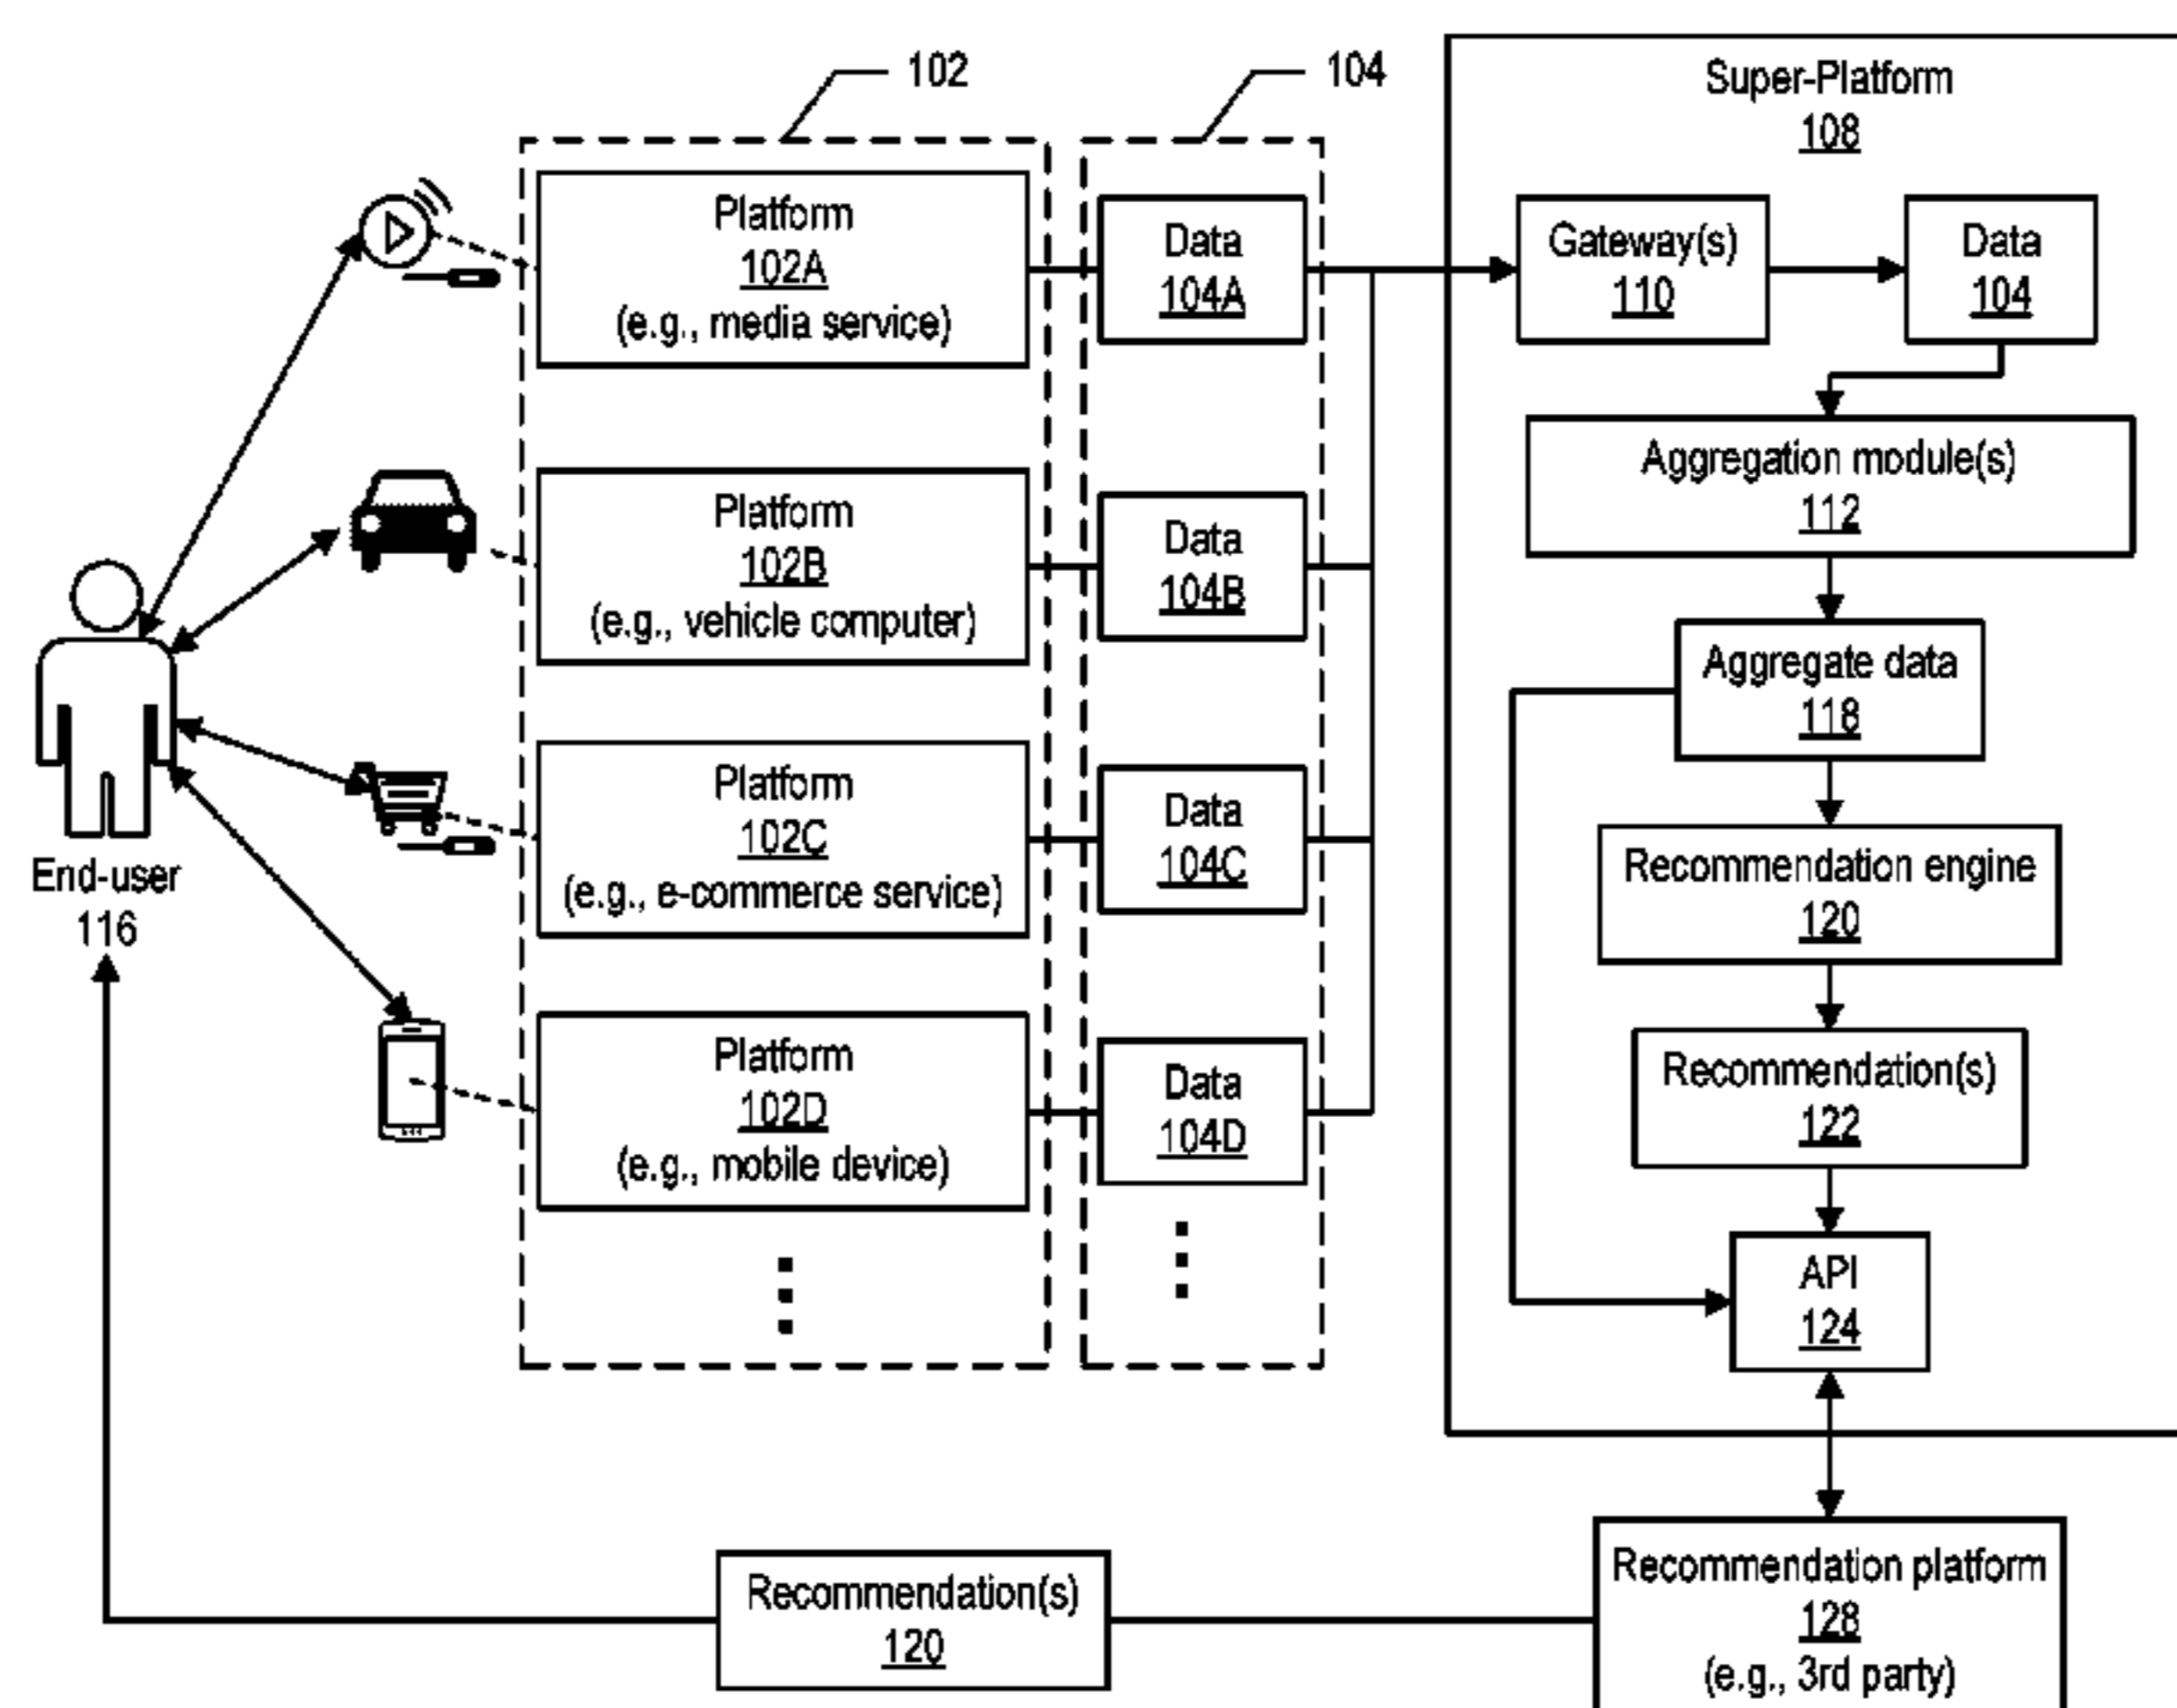 102
104
Super-Platform
108
Platform
102A
(e.g., media service)
Data
104A
Gateway(s)
110
Data
104
Aggregation module(s)
112
Platform
102B
(e.g., vehicle computer)
Data
104B
Aggregate data
118
Platform
102C
(e.g., e-commerce service)
Data
104C
Recommendation engine
120
End-user
116
Platform
102D
(e.g., mobile device)
Data
104D
Recommendation(s)
122
API
124
Recommendation(s)
120
Recommendation platform
128
(e.g., 3rd party)